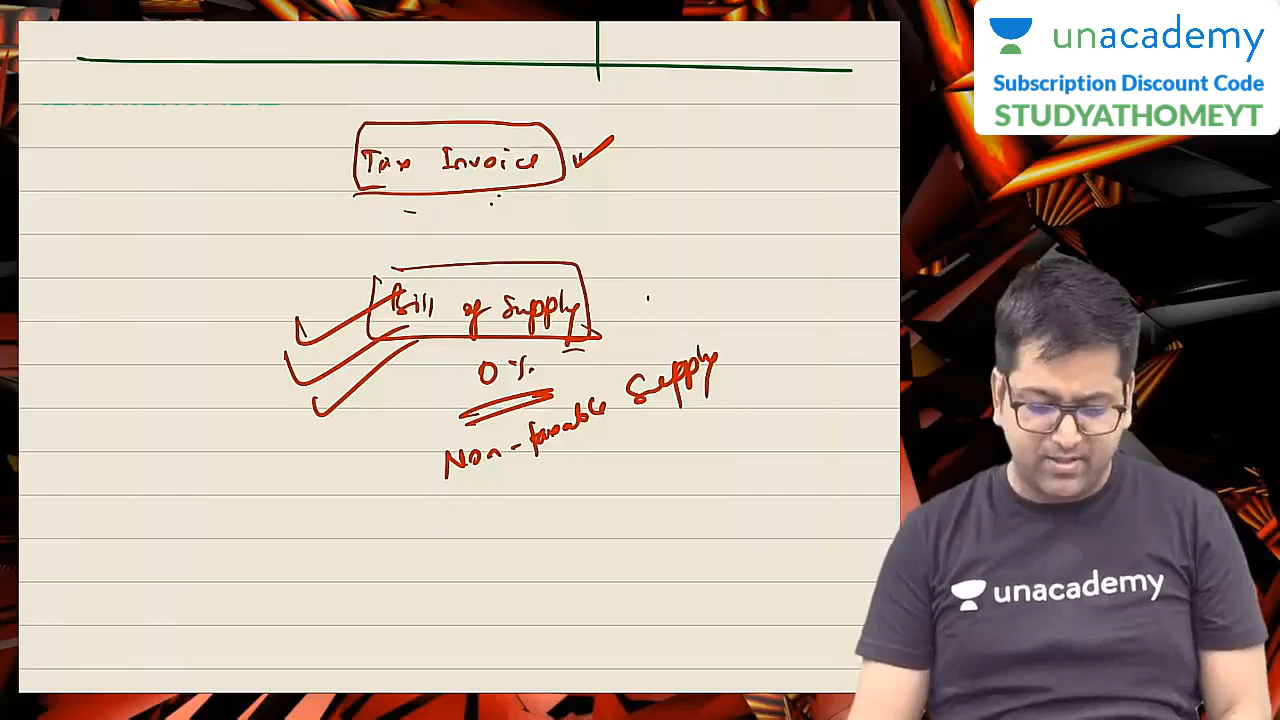 unacademy
Subscription Discount Code
STUDYATHOMEYT
Tax Invoice
Bill of Supply
0%
Non-taxable Supply
unacademy